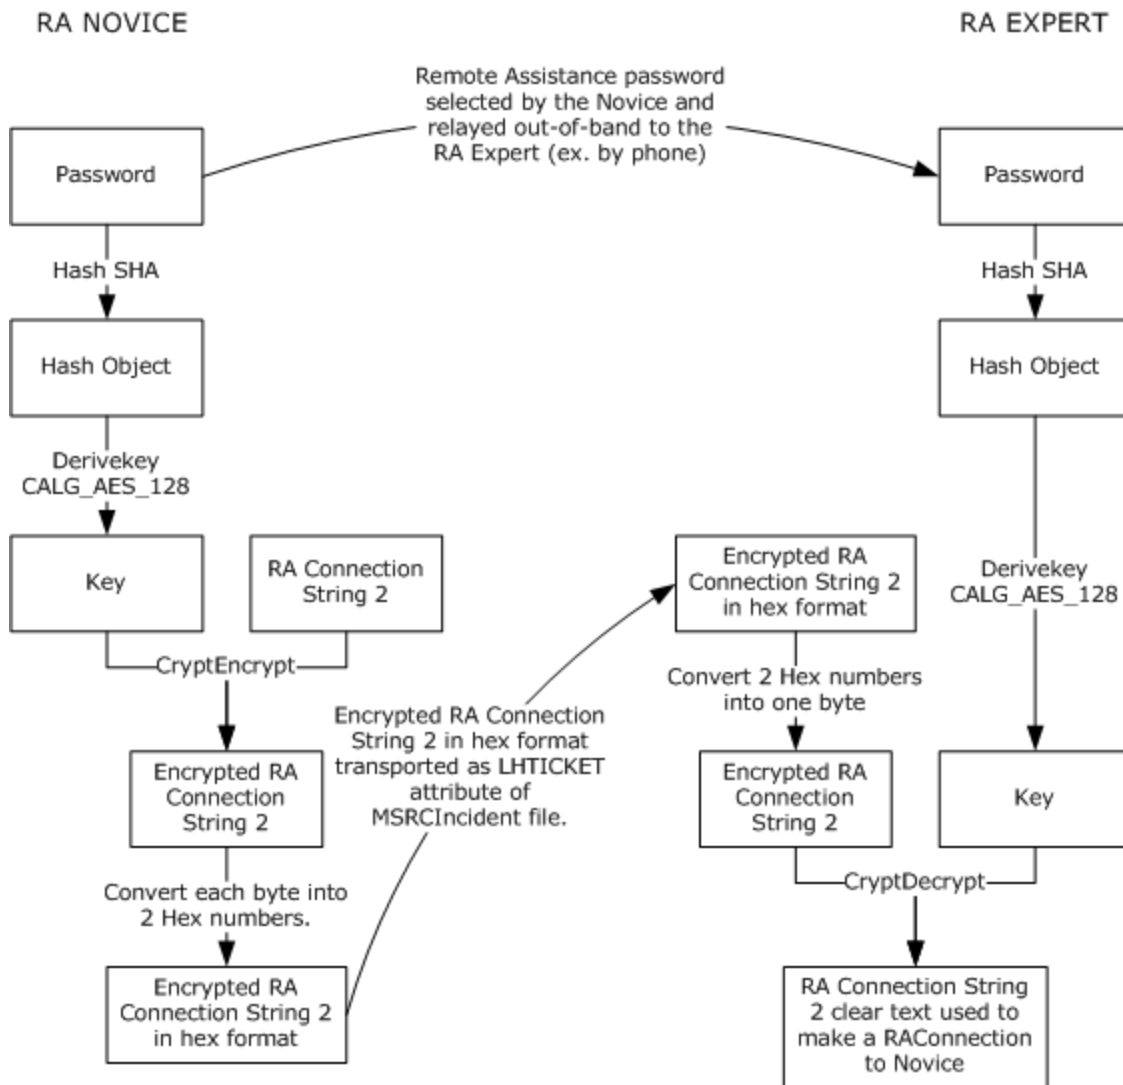 RA NOVICE
RA EXPERT
Remote Assistance password
selected by the Novice and
relayed out-of-band to the
RA Expert (ex. by phone)
Password
Password
Hash SHA
Hash SHA
Hash Object
Hash Object
Derivekey
CALG_AES_128
Key
RA Connection
String 2
Encrypted RA
Connection String 2
in hex format
Derivekey
CALG_AES_128
CryptEncrypt
Convert 2 Hex numbers
into one byte
Encrypted RA Connection
String 2 in hex format
transported as LHTICKET
attribute of
MSRCIncident file.
Encrypted RA
Connection
String 2
Encrypted RA
Connection
String 2
Key
Convert each byte into
2 Hex numbers.
CryptDecrypt
Encrypted RA
Connection String 2
in hex format
RA Connection String
2 clear text used to
make a RAConnection
to Novice